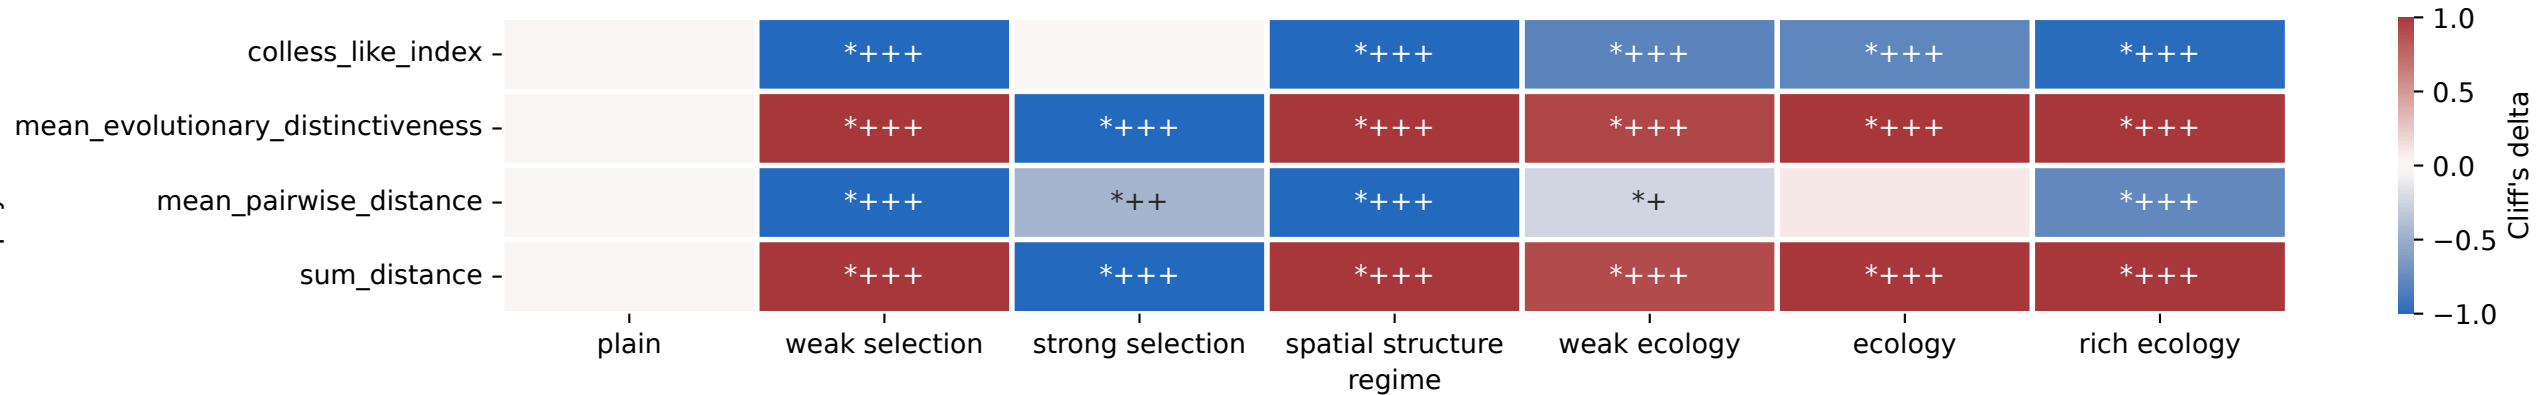 colless_like_index *+++ *+++ *+++ *+++ *+++
mean_evolutionary_distinctiveness *+++ *+++ *+++ *+++ *+++ *+++
mean_pairwise_distance *+++ *++ *+++ *+ *+++
sum_distance *+++ *+++ *+++ *+++ *+++ *+++
plain weak selection strong selection spatial structure weak ecology ecology rich ecology
regime
1.0
0.5
0.0
−0.5
−1.0
Cliff's delta